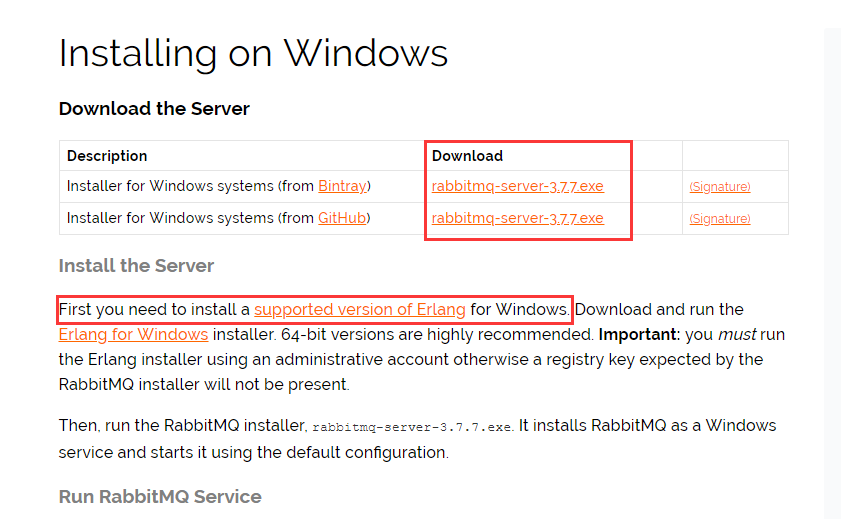 Installing on Windows
Download the Server
Description Download
Installer for Windows systems (from Bintray) rabbitmq-server-3.7.7.exe (Signature)
Installer for Windows systems (from GitHub) rabbitmq-server-3.7.7.exe (Signature)
Install the Server
First you need to install a supported version of Erlang for Windows. Download and run the
Erlang for Windows installer. 64-bit versions are highly recommended. Important: you must run
the Erlang installer using an administrative account otherwise a registry key expected by the
RabbitMQ installer will not be present.
Then, run the RabbitMQ installer, rabbitmq-server-3.7.7.exe. It installs RabbitMQ as a Windows
service and starts it using the default configuration.
Run RabbitMQ Service